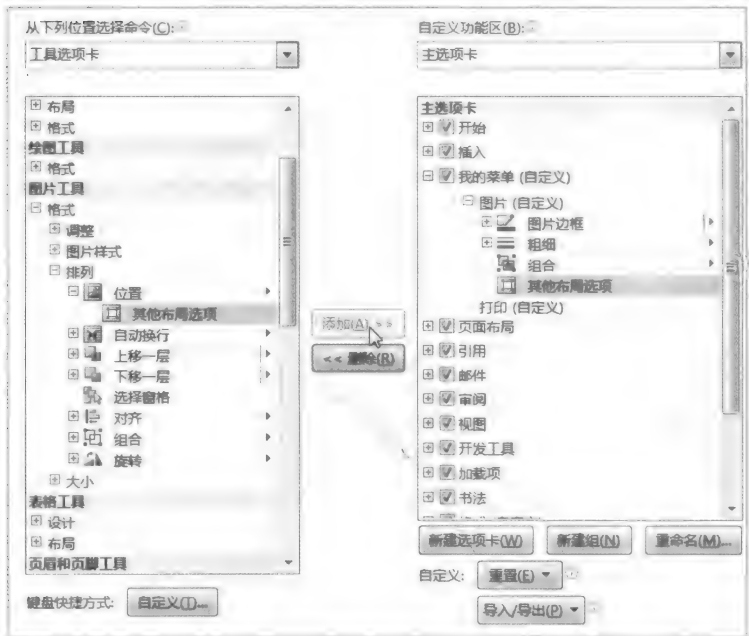 从下列位置选择命令(C):
工具选项卡
布局
格式
绘图工具
格式
图片工具
格式
调整
图片样式
排列
位置
其他布局选项
自动换行
上移一层
下移一层
选择窗格
对齐
组合
旋转
大小
表格工具
设计
布局
页眉和页脚工具
键盘快捷方式:
自定义(T)...
添加(A) >>
<< 删除(R)
自定义功能区(B):
主选项卡
主选项卡
开始
插入
我的菜单 (自定义)
图片 (自定义)
图片边框
粗细
组合
其他布局选项
打印 (自定义)
页面布局
引用
邮件
审阅
视图
开发工具
加载项
书法
新建选项卡(W)
新建组(N)
重命名(M)...
自定义:
重置(E)
导入/导出(P)